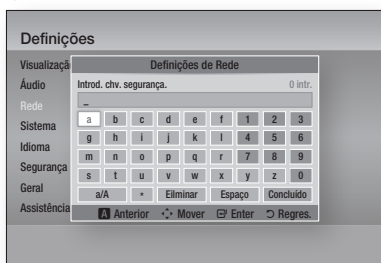 Definições
Visualizaçã
Áudio
Rede
Sistema
Idioma
Segurança
Geral
Assistência
Definições de Rede
Introd. chv. segurança. 0 intr.
_
a b c d e f 1 2 3
g h i j k l 4 5 6
m n o p q r 7 8 9
s t u v w x y z 0
a/A * Eilminar Espaço Concluído
A Anterior Mover Enter Regres.